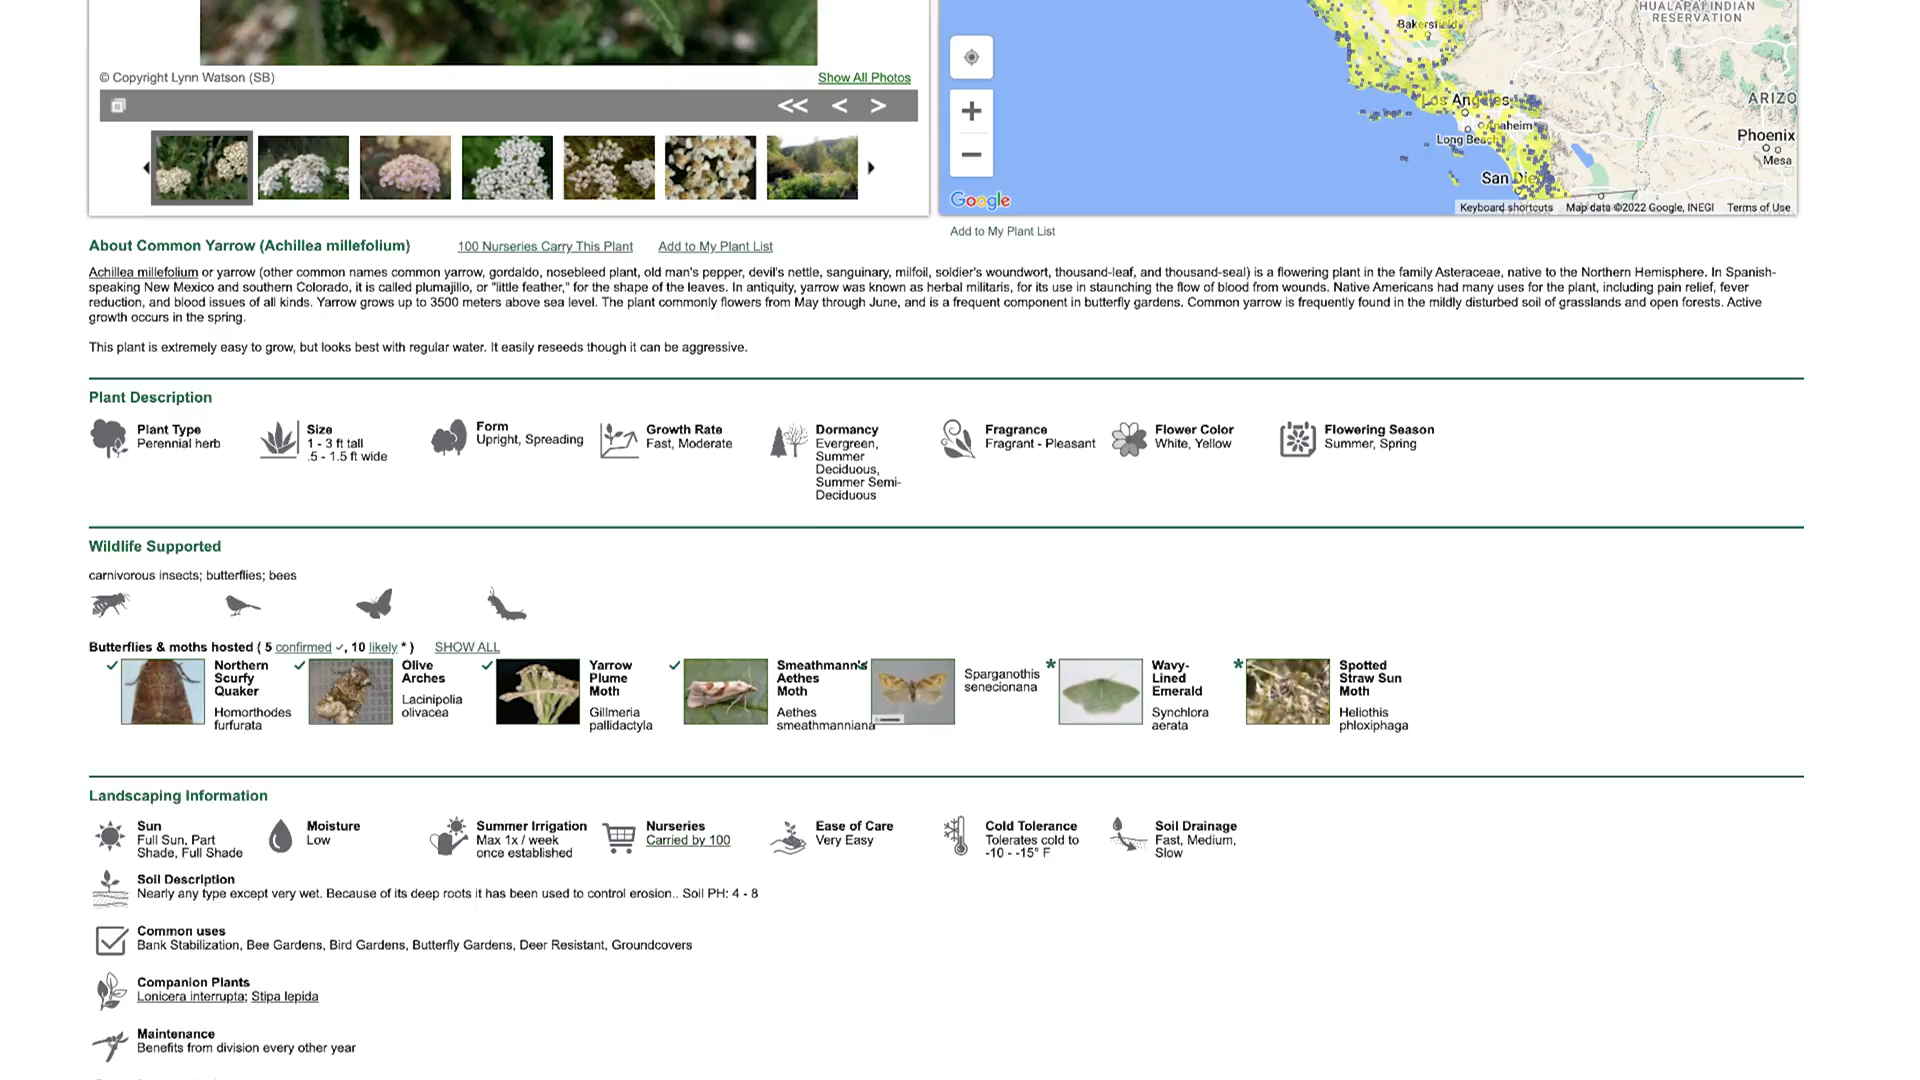 HUALAPAI INDIAN
RESERVATION
Bakersfield
© Copyright Lynn Watson (SB)
Show All Photos
<< < >
Los Angeles
Anaheim
Long Beach
ARIZO
Phoenix
Mesa
San Diego
Google
Keyboard shortcuts Map data ©2022 Google, INEGI Terms of Use
Add to My Plant List
About Common Yarrow (Achillea millefolium) 100 Nurseries Carry This Plant Add to My Plant List
Achillea millefolium or yarrow (other common names common yarrow, gordaldo, nosebleed plant, old man's pepper, devil's nettle, sanguinary, milfoil, soldier's woundwort, thousand-leaf, and thousand-seal) is a flowering plant in the family Asteraceae, native to the Northern Hemisphere. In Spanish-
speaking New Mexico and southern Colorado, it is called plumajillo, or "little feather," for the shape of the leaves. In antiquity, yarrow was known as herbal militaris, for its use in staunching the flow of blood from wounds. Native Americans had many uses for the plant, including pain relief, fever
reduction, and blood issues of all kinds. Yarrow grows up to 3500 meters above sea level. The plant commonly flowers from May through June, and is a frequent component in butterfly gardens. Common yarrow is frequently found in the mildly disturbed soil of grasslands and open forests. Active
growth occurs in the spring.
This plant is extremely easy to grow, but looks best with regular water. It easily reseeds though it can be aggressive.
Plant Description
Plant Type
Perennial herb
Size
1 - 3 ft tall
.5 - 1.5 ft wide
Form
Upright, Spreading
Growth Rate
Fast, Moderate
Dormancy
Evergreen,
Summer
Deciduous,
Summer Semi-
Deciduous
Fragrance
Fragrant - Pleasant
Flower Color
White, Yellow
Flowering Season
Summer, Spring
Wildlife Supported
carnivorous insects; butterflies; bees
Butterflies & moths hosted ( 5 confirmed ✓, 10 likely * ) SHOW ALL
Northern
Scurfy
Quaker
Homorthodes
furfurata
Olive
Arches
Lacinipolia
olivacea
Yarrow
Plume
Moth
Gillmeria
pallidactyla
Smeathmann's
Aethes
Moth
Aethes
smeathmanniana
Sparganothis
senecionana
Wavy-
Lined
Emerald
Synchlora
aerata
Spotted
Straw Sun
Moth
Heliothis
phloxiphaga
Landscaping Information
Sun
Full Sun, Part
Shade, Full Shade
Moisture
Low
Summer Irrigation
Max 1x / week
once established
Nurseries
Carried by 100
Ease of Care
Very Easy
Cold Tolerance
Tolerates cold to
-10 - -15° F
Soil Drainage
Fast, Medium,
Slow
Soil Description
Nearly any type except very wet. Because of its deep roots it has been used to control erosion.. Soil PH: 4 - 8
Common uses
Bank Stabilization, Bee Gardens, Bird Gardens, Butterfly Gardens, Deer Resistant, Groundcovers
Companion Plants
Lonicera interrupta; Stipa lepida
Maintenance
Benefits from division every other year